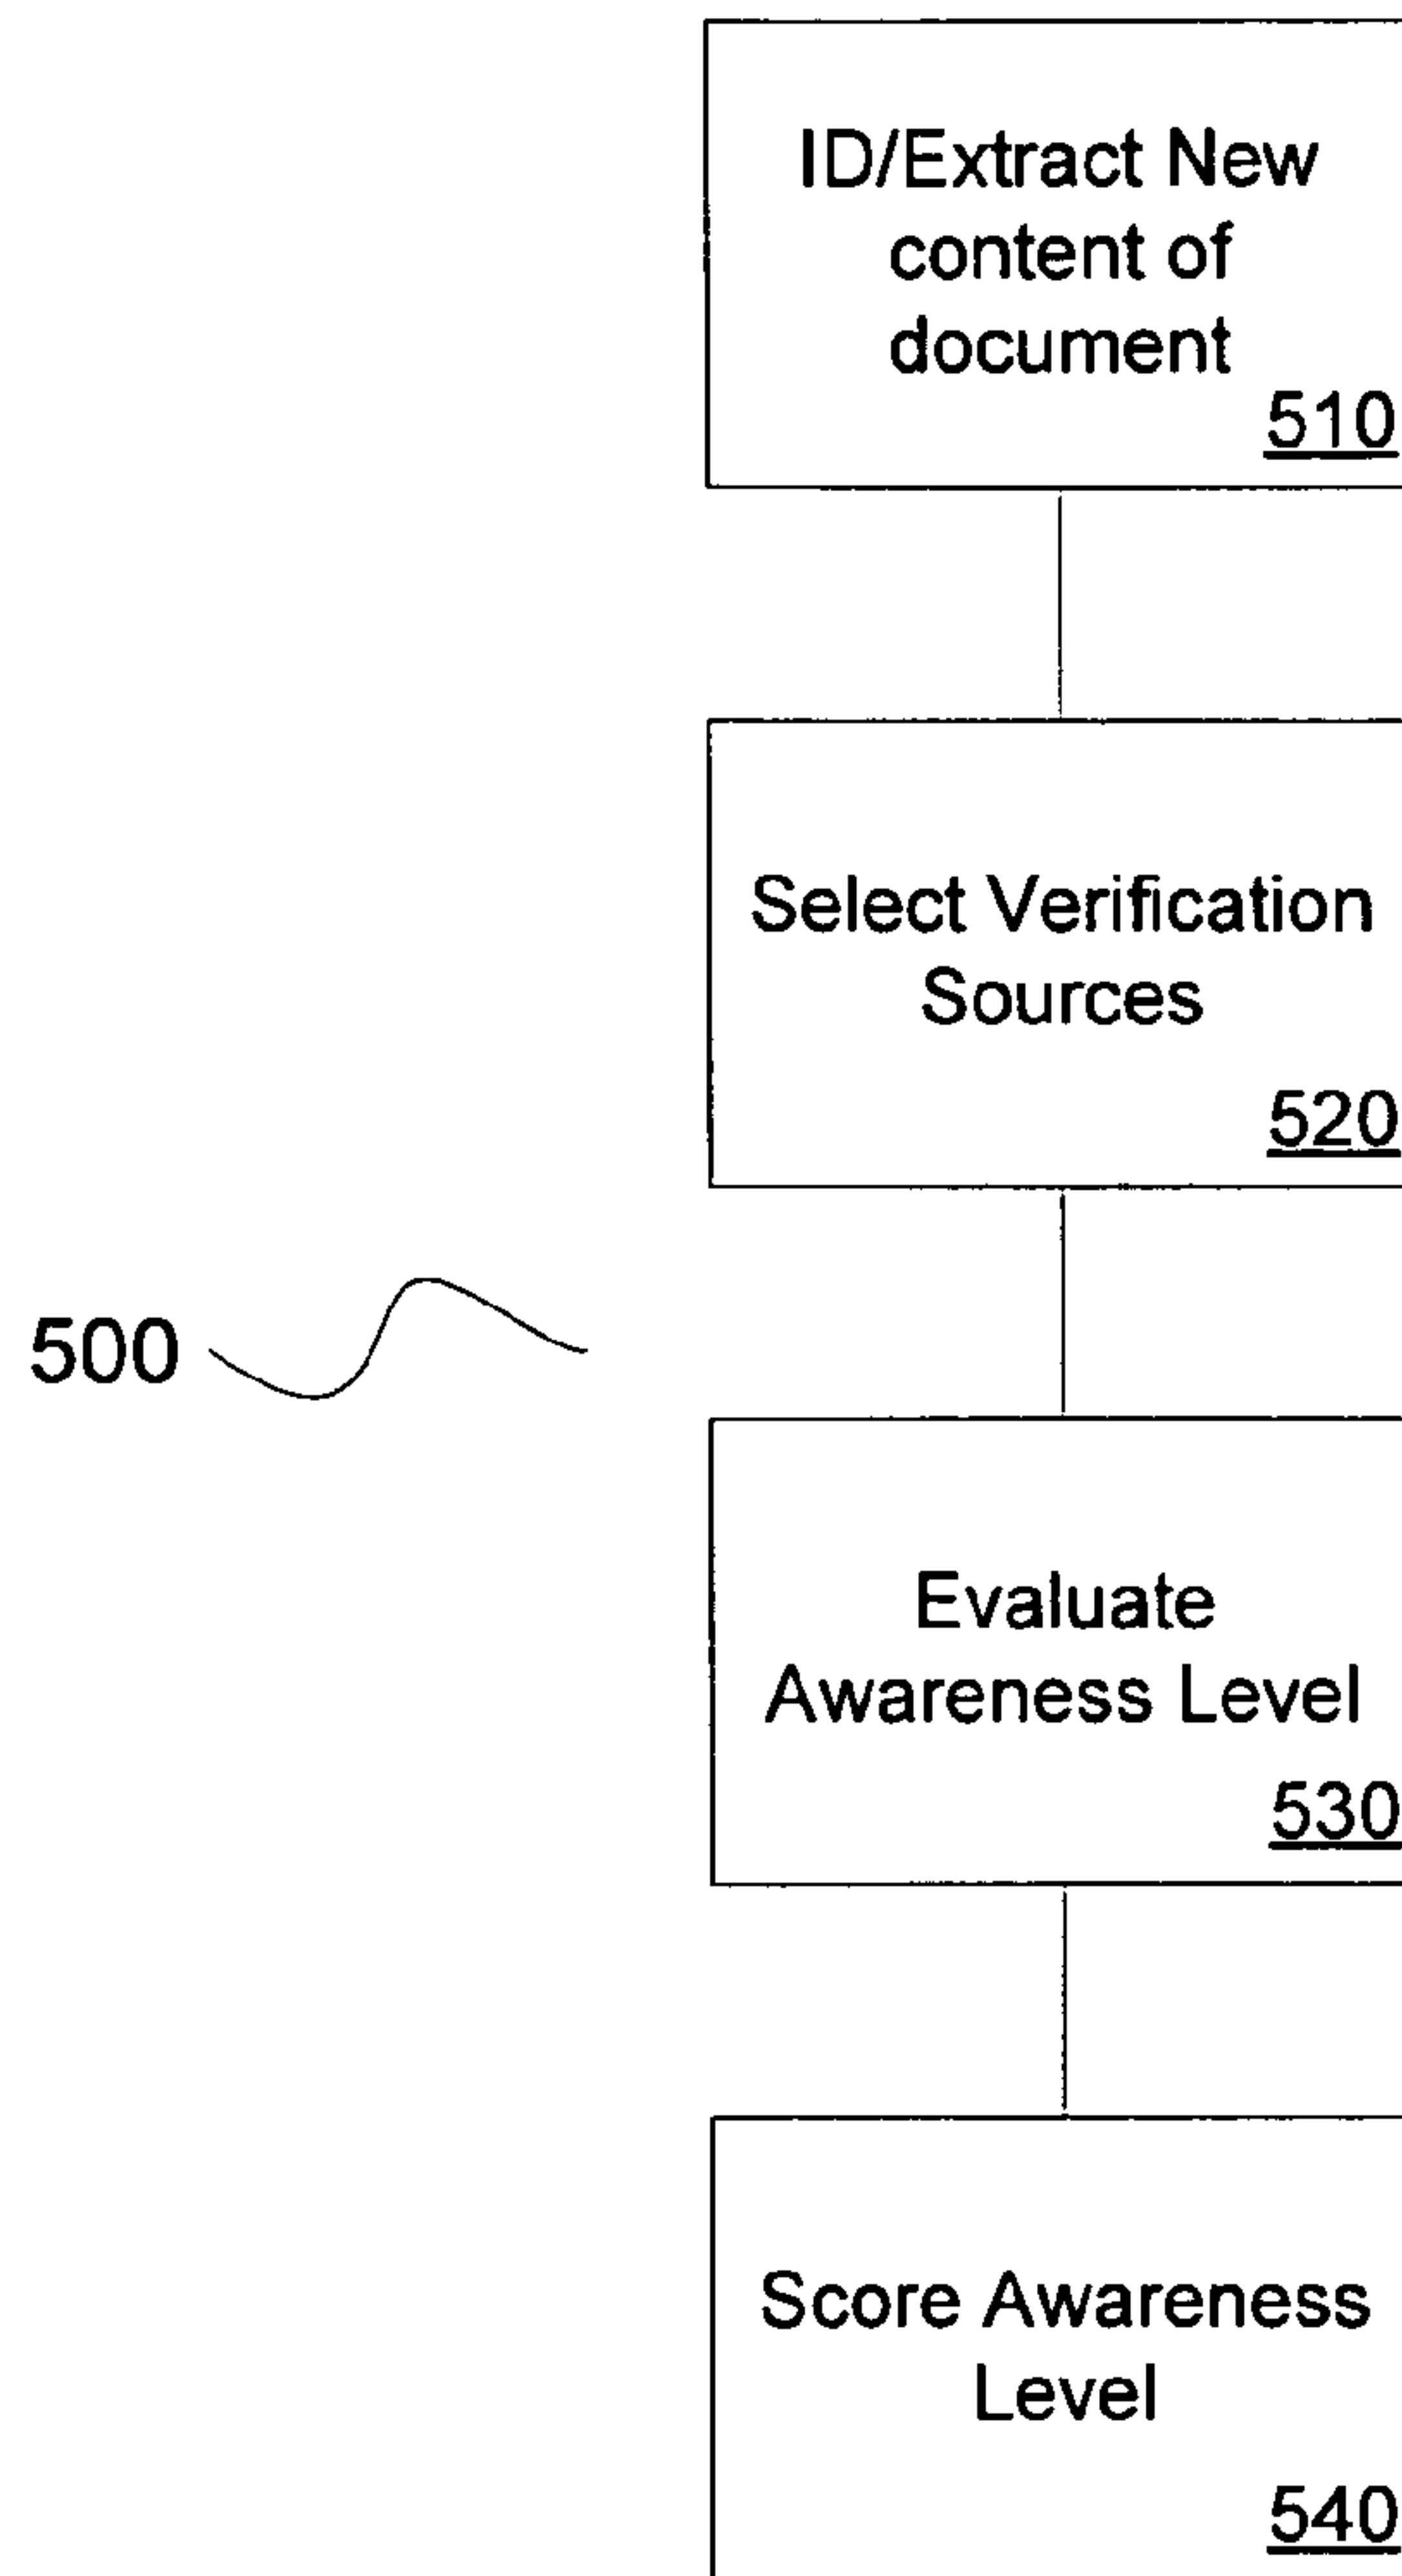 ID/Extract New
content of
document
510
Select Verification
Sources
520
500
Evaluate
Awareness Level
530
Score Awareness
Level
540